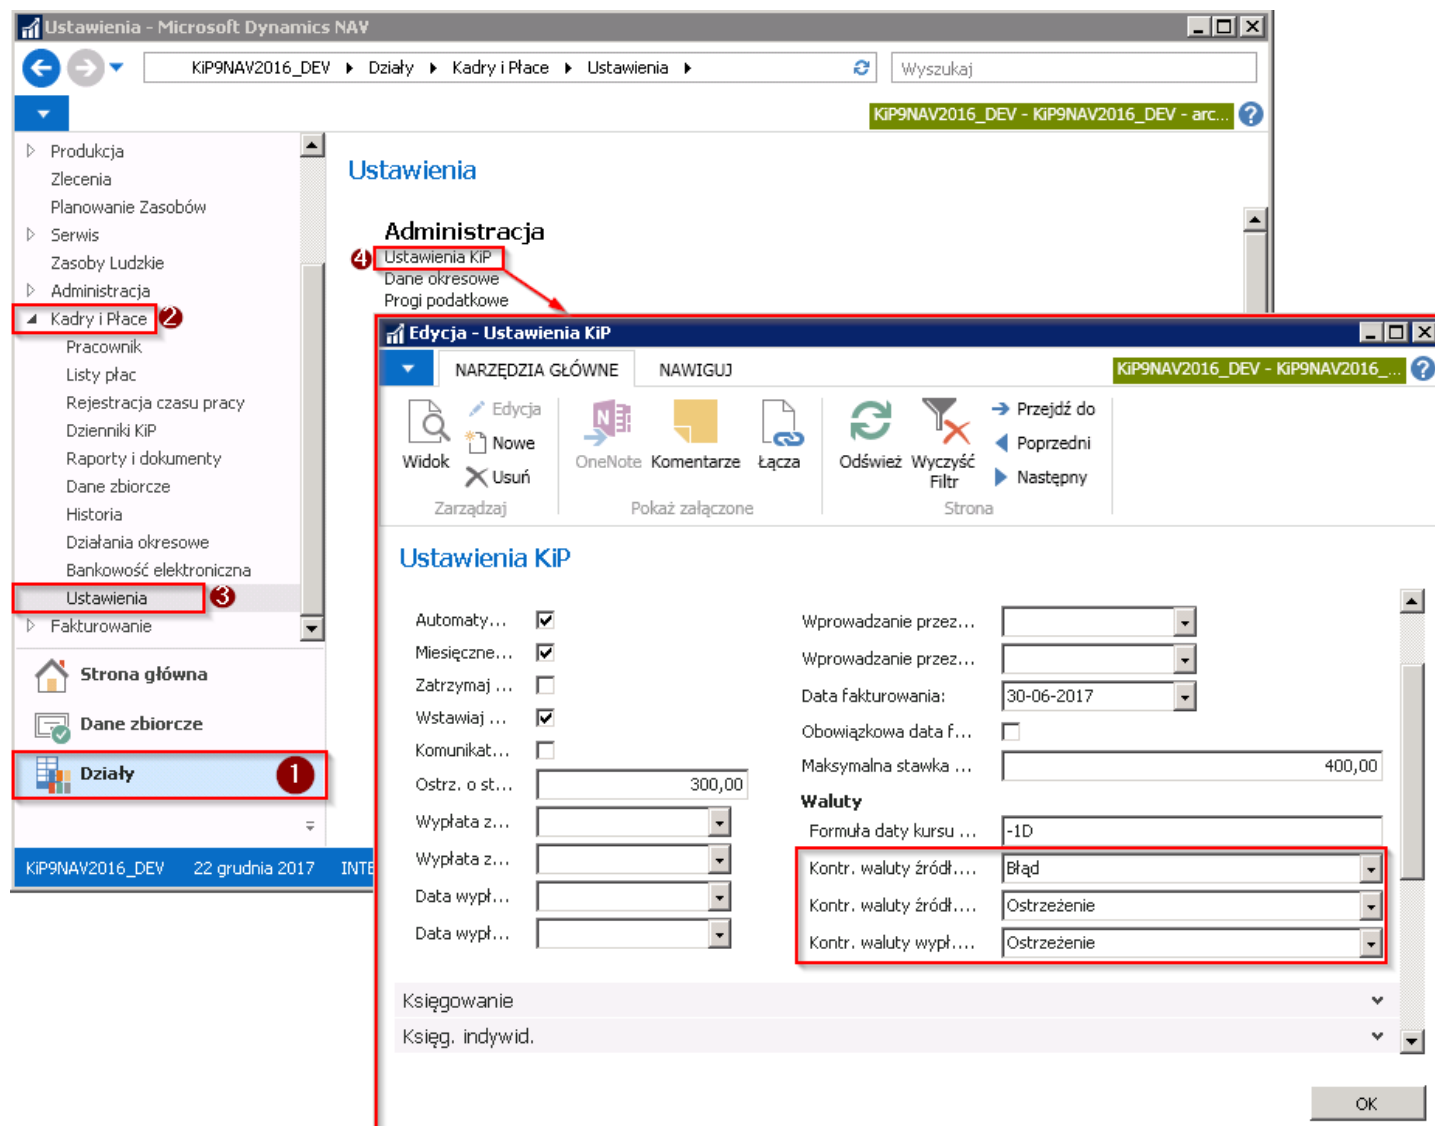 Ustawienia - Microsoft Dynamics NAV
KiP9NAV2016_DEV ▸ Działy ▸ Kadry i Płace ▸ Ustawienia ▸
Wyszukaj
KiP9NAV2016_DEV - KiP9NAV2016_DEV - arc...
Produkcja
Zlecenia
Planowanie Zasobów
Serwis
Zasoby Ludzkie
Administracja
Kadry i Płace
2
Pracownik
Listy płac
Rejestracja czasu pracy
Dzienniki KiP
Raporty i dokumenty
Dane zbiorcze
Historia
Działania okresowe
Bankowość elektroniczna
Ustawienia
3
Fakturowanie
Strona główna
Dane zbiorcze
Działy
1
KiP9NAV2016_DEV 22 grudnia 2017 INTE
Ustawienia
Administracja
4
Ustawienia KiP
Dane okresowe
Progi podatkowe
Edycja - Ustawienia KiP
NARZĘDZIA GŁÓWNE NAWIGUJ
KiP9NAV2016_DEV - KiP9NAV2016_...
Widok
Edycja
Nowe
Usuń
Zarządzaj
OneNote
Komentarze
Łącza
Pokaż załączone
Odśwież
Wyczyść
Filtr
Przejdź do
Poprzedni
Następny
Strona
Ustawienia KiP
Automaty...
Miesięczne...
Zatrzymaj ...
Wstawiaj ...
Komunikat...
Ostrz. o st... 300,00
Wypłata z...
Wypłata z...
Data wypł...
Data wypł...
Wprowadzanie przez...
Wprowadzanie przez...
Data fakturowania: 30-06-2017
Obowiązkowa data f...
Maksymalna stawka ... 400,00
Waluty
Formuła daty kursu ... -1D
Kontr. waluty źródł.... Błąd
Kontr. waluty źródł.... Ostrzeżenie
Kontr. waluty wypł.... Ostrzeżenie
Księgowanie
Księg. indywid.
OK